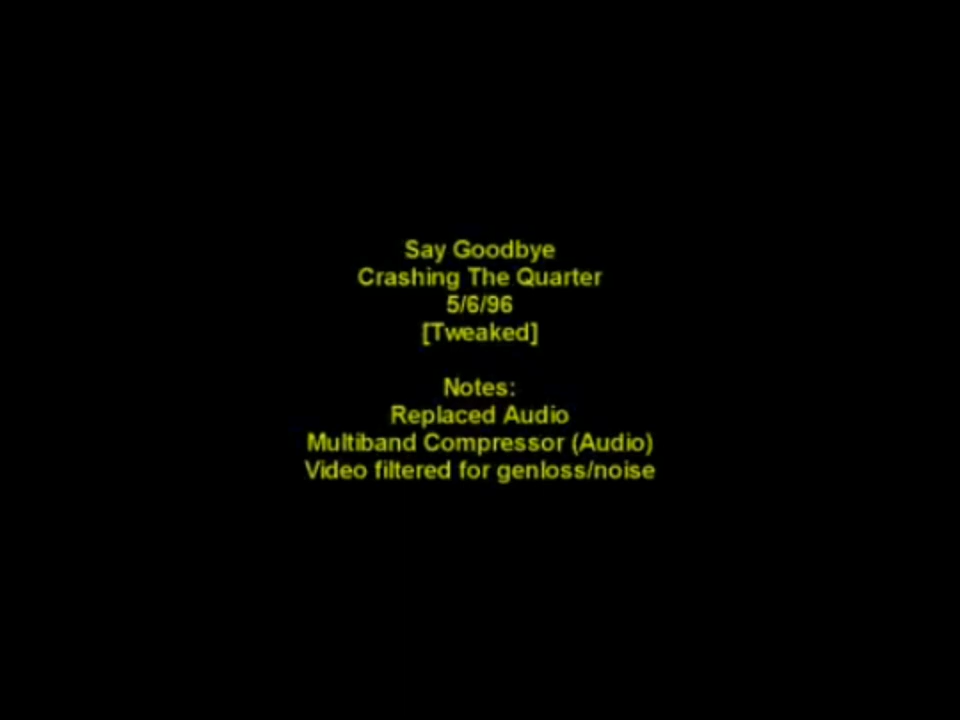 Say Goodbye
Crashing The Quarter
5/6/96
[Tweaked]
Notes:
Replaced Audio
Multiband Compressor (Audio)
Video filtered for genloss/noise